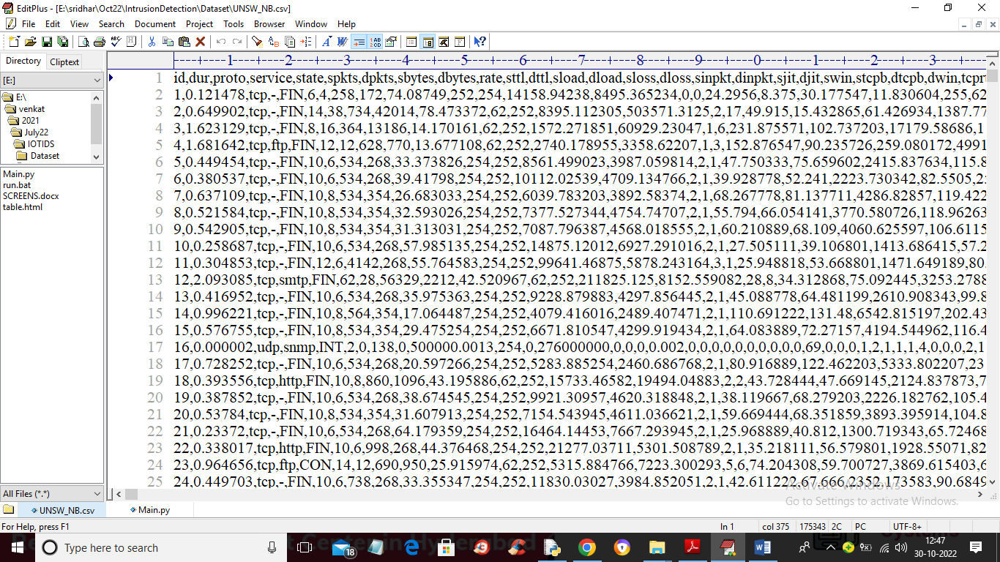 EditPlus - [E:\sridhar\Oct22\IntrusionDetection\Dataset\UNSW_NB.csv]
File Edit View Search Document Project Tools Browser Window Help
Directory Cliptext
[E:]
E:\
venkat
2021
July22
IOTIDS
Dataset
Main.py
run.bat
SCREENS.docx
table.html
All Files (*.*)
----+----1----+----2----+----3----+----4----+----5----+----6----+----7----+----8----+----9----+----0----+----1----+----2----+----3----+----
1 id,dur,proto,service,state,spkts,dpkts,sbytes,dbytes,rate,sttl,dttl,sload,dload,sloss,dloss,sinpkt,dinpkt,sjit,djit,swin,stcpb,dtcpb,dwin,tcprt
2 1,0.121478,tcp,-,FIN,6,4,258,172,74.08749,252,254,14158.94238,8495.365234,0,0,24.2956,8.375,30.177547,11.830604,255,62
3 2,0.649902,tcp,-,FIN,14,38,734,42014,78.473372,62,252,8395.112305,503571.3125,2,17,49.915,15.432865,61.426934,1387.77
4 3,1.623129,tcp,-,FIN,8,16,364,13186,14.170161,62,252,1572.271851,60929.23047,1,6,231.875571,102.737203,17179.58686,1
5 4,1.681642,tcp,ftp,FIN,12,12,628,770,13.677108,62,252,2740.178955,3358.62207,1,3,152.876547,90.235726,259.080172,4991
6 5,0.449454,tcp,-,FIN,10,6,534,268,33.373826,254,252,8561.499023,3987.059814,2,1,47.750333,75.659602,2415.837634,115.8
7 6,0.380537,tcp,-,FIN,10,6,534,268,39.41798,254,252,10112.02539,4709.134766,2,1,39.928778,52.241,2223.730342,82.5505,2
8 7,0.637109,tcp,-,FIN,10,8,534,354,26.683033,254,252,6039.783203,3892.58374,2,1,68.267778,81.137711,4286.82857,119.422
9 8,0.521584,tcp,-,FIN,10,8,534,354,32.593026,254,252,7377.527344,4754.74707,2,1,55.794,66.054141,3770.580726,118.96263
10 9,0.542905,tcp,-,FIN,10,8,534,354,31.313031,254,252,7087.796387,4568.018555,2,1,60.210889,68.109,4060.625597,106.6115
11 10,0.258687,tcp,-,FIN,10,6,534,268,57.985135,254,252,14875.12012,6927.291016,2,1,27.505111,39.106801,1413.686415,57.2
12 11,0.304853,tcp,-,FIN,12,6,4142,268,55.764583,254,252,99641.46875,5878.243164,3,1,25.948818,53.668801,1471.649189,80.
13 12,2.093085,tcp,smtp,FIN,62,28,56329,2212,42.520967,62,252,211825.125,8152.559082,28,8,34.312868,75.092445,3253.2788
14 13,0.416952,tcp,-,FIN,10,6,534,268,35.975363,254,252,9228.879883,4297.856445,2,1,45.088778,64.481199,2610.908343,99.8
15 14,0.996221,tcp,-,FIN,10,8,564,354,17.064487,254,252,4079.416016,2489.407471,2,1,110.691222,131.48,6542.815197,202.43
16 15,0.576755,tcp,-,FIN,10,8,534,354,29.475254,254,252,6671.810547,4299.919434,2,1,64.083889,72.27157,4194.544962,116.4
17 16,0.000002,udp,snmp,INT,2,0,138,0,500000.0013,254,0,276000000,0,0,0,0.002,0,0,0,0,0,0,0,0,0,0,69,0,0,0,1,2,1,1,1,4,0,0,0,2,1
18 17,0.728252,tcp,-,FIN,10,6,534,268,20.597266,254,252,5283.885254,2460.686768,2,1,80.916889,122.462203,5333.802207,23
19 18,0.393556,tcp,http,FIN,10,8,860,1096,43.195886,62,252,15733.46582,19494.04883,2,2,43.728444,47.669145,2124.837873,7
20 19,0.387852,tcp,-,FIN,10,6,534,268,38.674545,254,252,9921.30957,4620.318848,2,1,38.119667,68.279203,2226.182762,105.4
21 20,0.53784,tcp,-,FIN,10,8,534,354,31.607913,254,252,7154.543945,4611.036621,2,1,59.669444,68.351859,3893.395914,104.8
22 21,0.23372,tcp,-,FIN,10,6,534,268,64.179359,254,252,16464.14453,7667.293945,2,1,25.968889,40.812,1300.719343,65.72468
23 22,0.338017,tcp,http,FIN,10,6,998,268,44.376468,254,252,21277.03711,5301.508789,2,1,35.218111,56.579801,1928.55071,82
24 23,0.964656,tcp,ftp,CON,14,12,690,950,25.915974,62,252,5315.884766,7223.300293,5,6,74.204308,59.700727,3869.615403,6
25 24,0.449703,tcp,-,FIN,10,6,738,268,33.355347,254,252,11830.03027,3984.852051,2,1,42.611222,67.666,2352.173583,90.6849
Activate Windows
Go to Settings to activate Windows.
UNSW_NB.csv Main.py
For Help, press F1 ln 1 col 375 175343 2C PC UTF-8+
Type here to search
18
12:47
30-10-2022